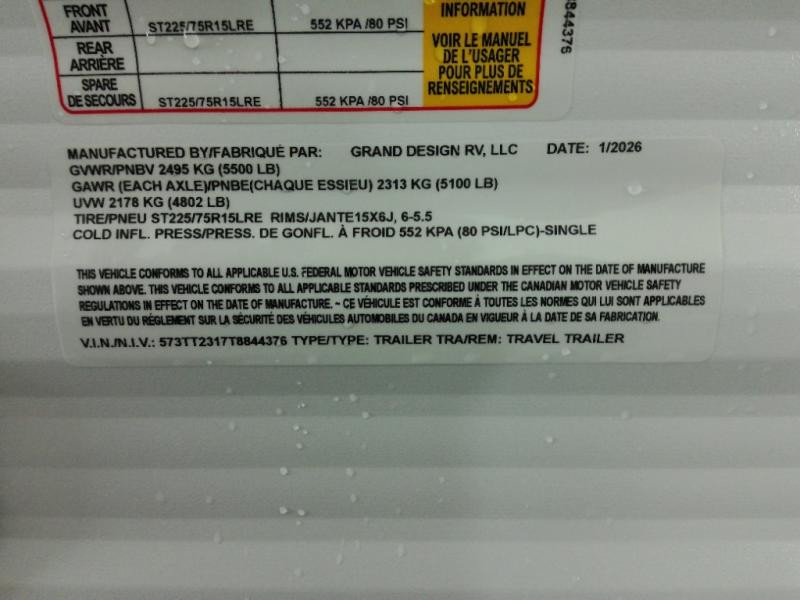 FRONT
AVANT
ST225/75R15LRE
552 KPA /80 PSI
REAR
ARRIÈRE
SPARE
DE SECOURS
ST225/75R15LRE
552 KPA /80 PSI
INFORMATION
VOIR LE MANUEL
DE L'USAGER
POUR PLUS DE
RENSEIGNEMENTS
8844376
MANUFACTURED BY/FABRIQUÉ PAR: GRAND DESIGN RV, LLC DATE: 1/2026
GVWR/PNBV 2495 KG (5500 LB)
GAWR (EACH AXLE)/PNBE(CHAQUE ESSIEU) 2313 KG (5100 LB)
UVW 2178 KG (4802 LB)
TIRE/PNEU ST225/75R15LRE RIMS/JANTE15X6J, 6-5.5
COLD INFL. PRESS/PRESS. DE GONFL. À FROID 552 KPA (80 PSI/LPC)-SINGLE
THIS VEHICLE CONFORMS TO ALL APPLICABLE U.S. FEDERAL MOTOR VEHICLE SAFETY STANDARDS IN EFFECT ON THE DATE OF MANUFACTURE
SHOWN ABOVE. THIS VEHICLE CONFORMS TO ALL APPLICABLE STANDARDS PRESCRIBED UNDER THE CANADIAN MOTOR VEHICLE SAFETY
REGULATIONS IN EFFECT ON THE DATE OF MANUFACTURE. ~ CE VÉHICULE EST CONFORME À TOUTES LES NORMES QUI LUI SONT APPLICABLES
EN VERTU DU RÉGLEMENT SUR LA SÉCURITÉ DES VÉHICULES AUTOMOBILES DU CANADA EN VIGUEUR À LA DATE DE SA FABRICATION.
V.I.N./N.I.V.: 573TT2317T8844376 TYPE/TYPE: TRAILER TRA/REM: TRAVEL TRAILER